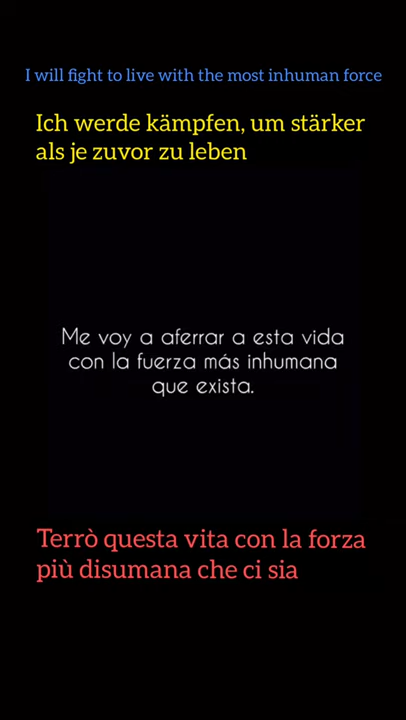 I will fight to live with the most inhuman force
Ich werde kämpfen, um stärker
als je zuvor zu leben
Me voy a aferrar a esta vida
con la fuerza más inhumana
que exista.
Terrò questa vita con la forza
più disumana che ci sia